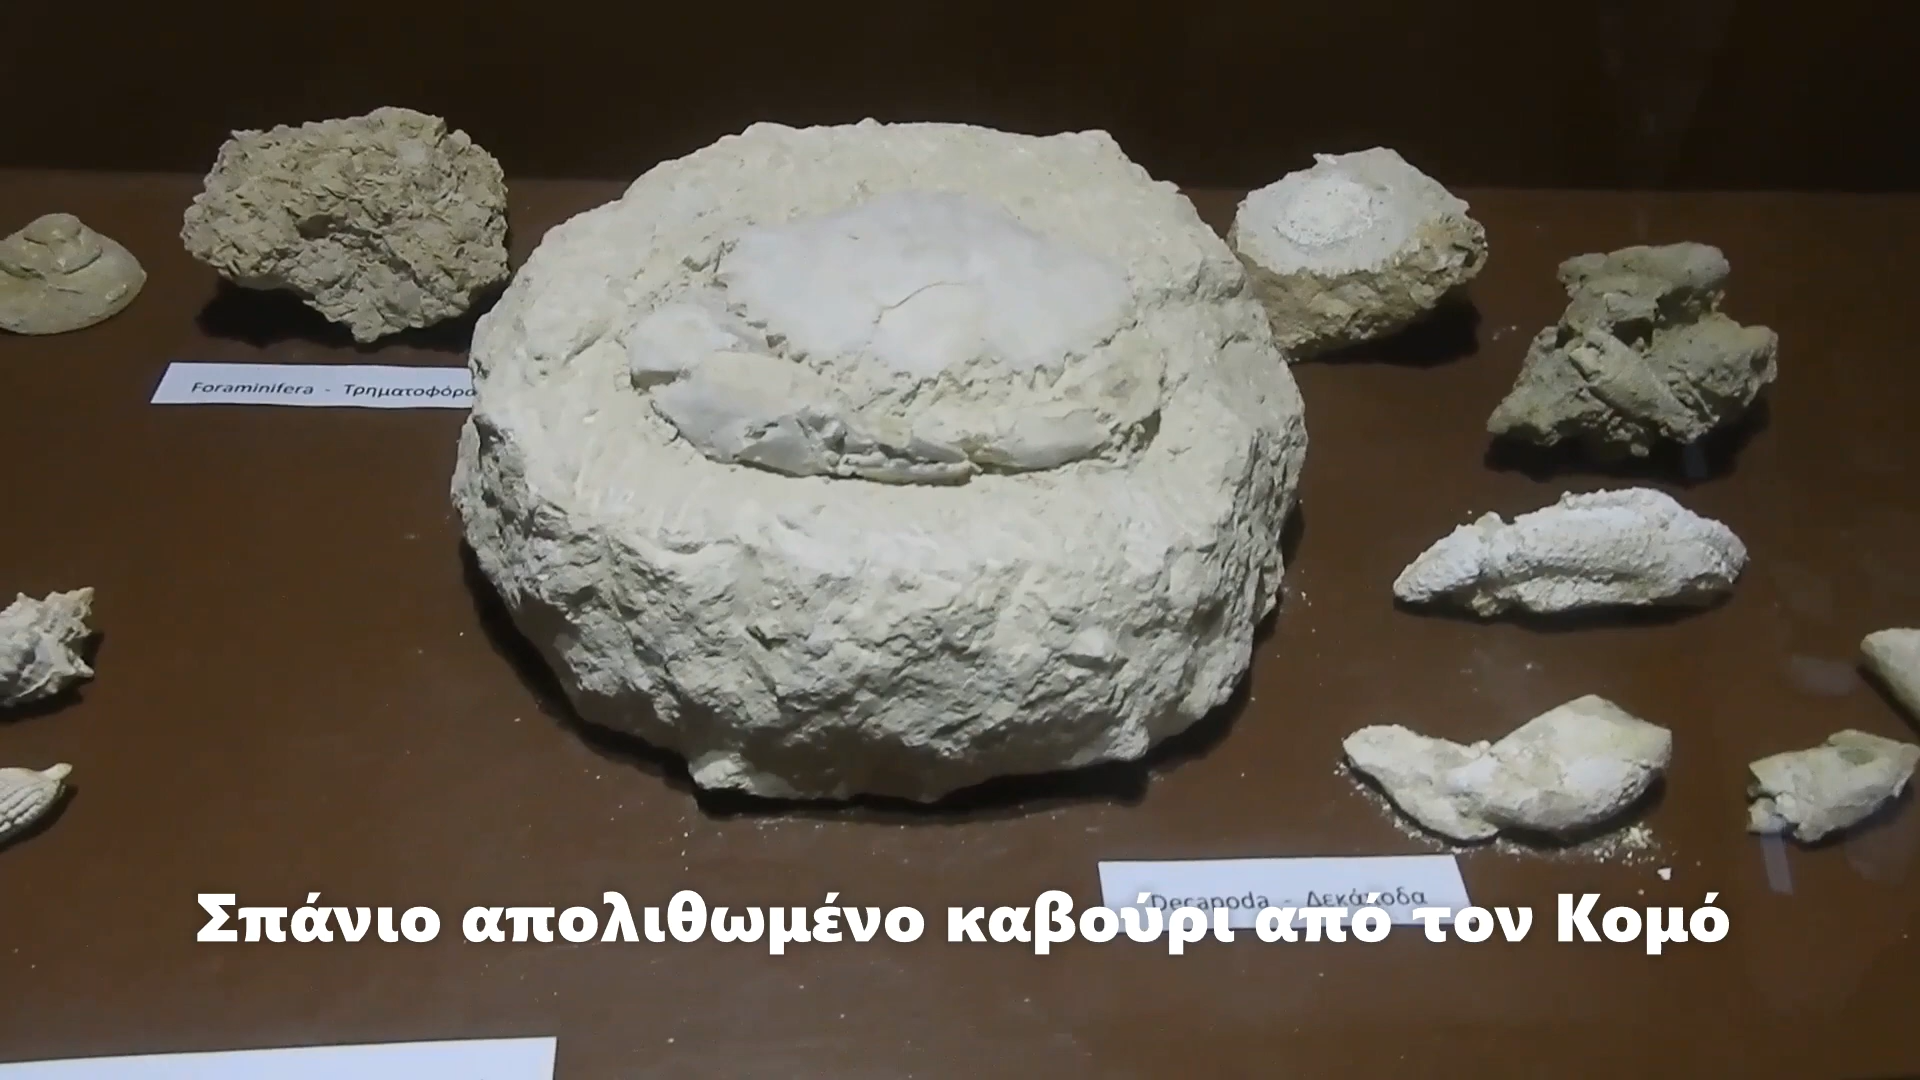 Foraminifera - Τρηματοφόρα
Decapoda - Δεκάποδα
Σπάνιο απολιθωμένο καβούρι από τον Κομό